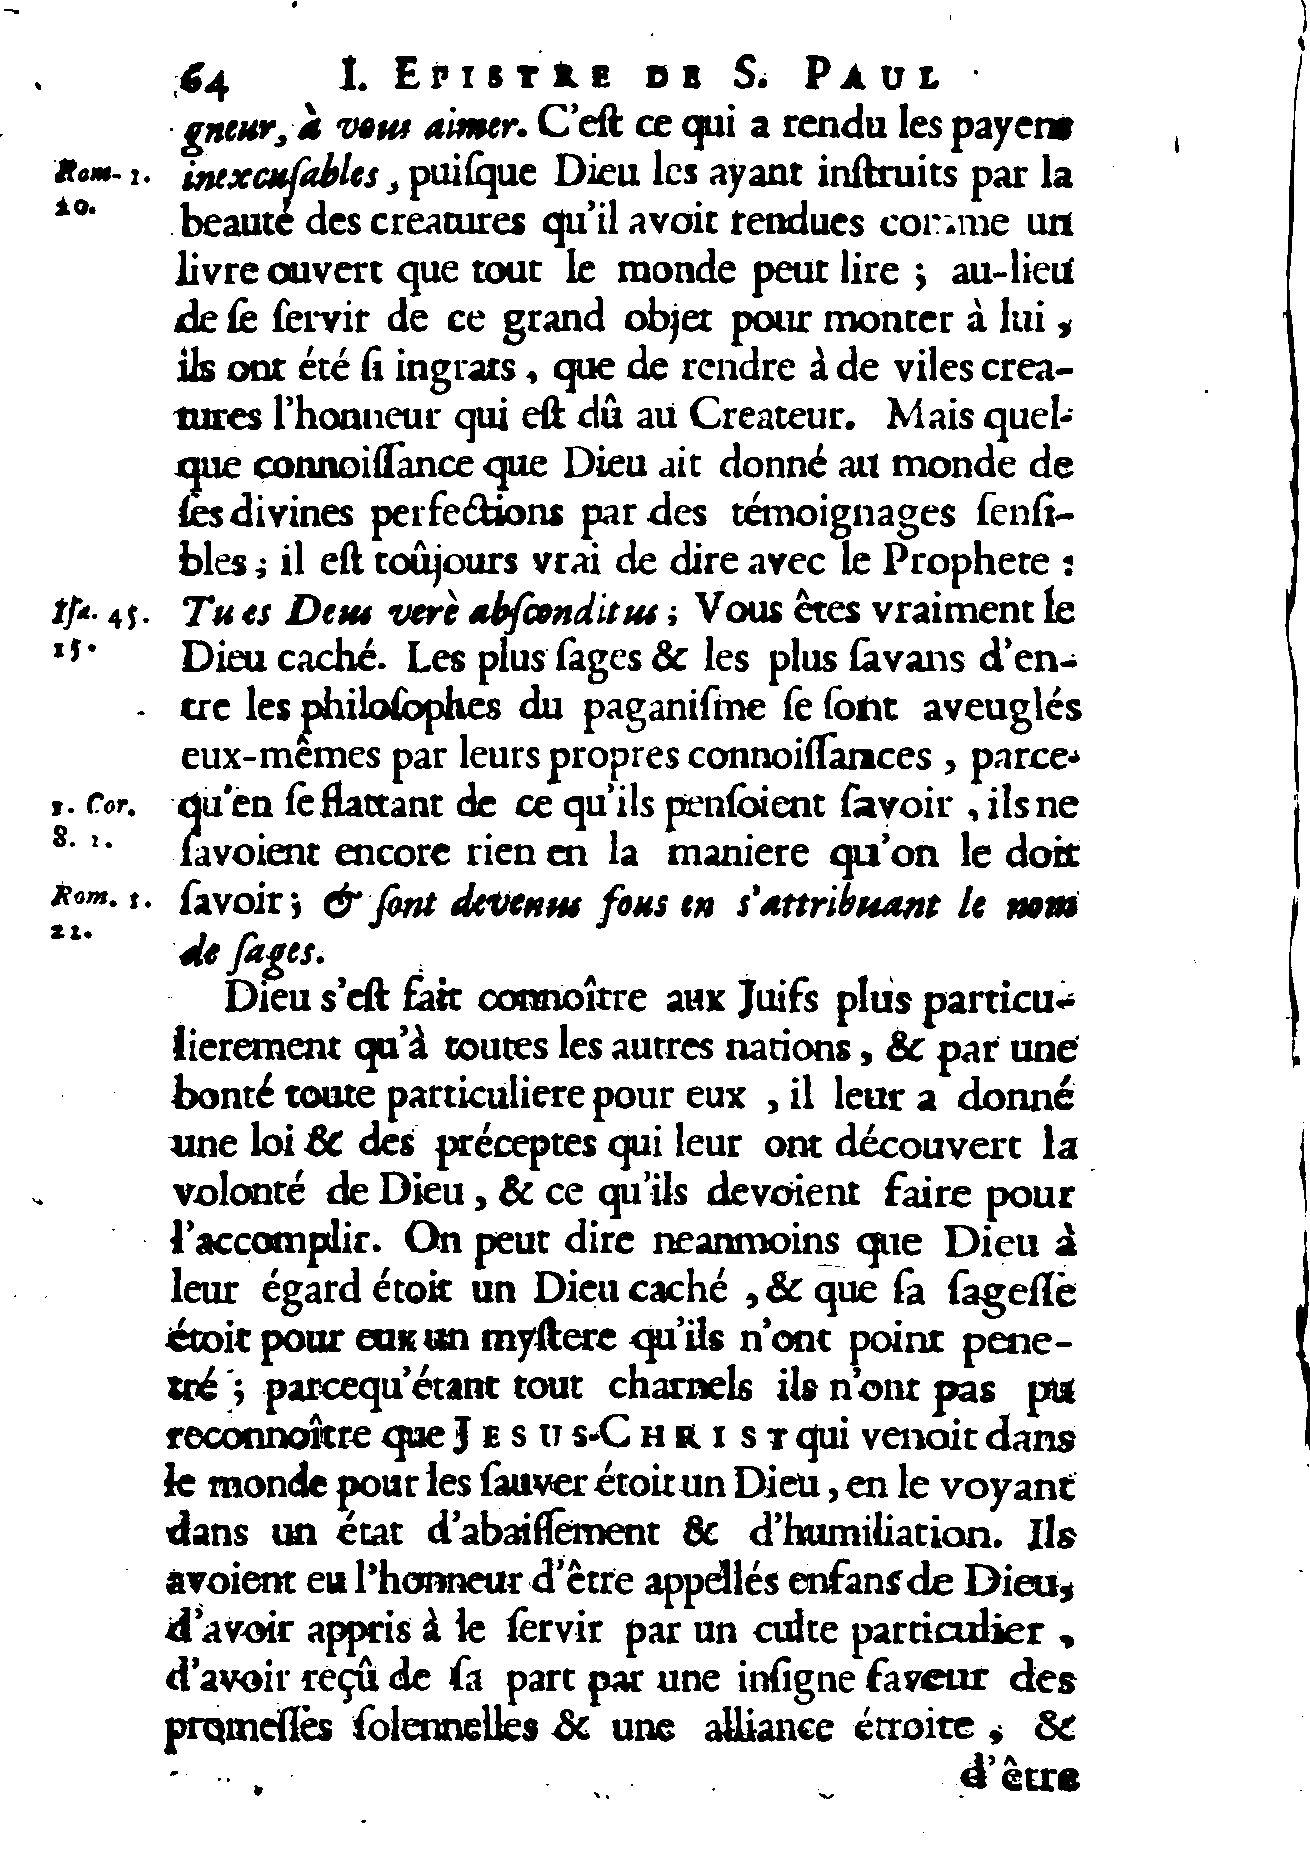 64 I. EPISTRE DE S. PAUL
gneur, à vous aimer. C'eſt ce qui a rendu les payens
Rom. 1. inexcuſables, puiſque Dieu les ayant inſtruits par la
20. beauté des creatures qu'il avoit rendues comme un
livre ouvert que tout le monde peut lire ; au-lieu
de ſe ſervir de ce grand objet pour monter à lui,
ils ont été ſi ingrats, que de rendre à de viles crea-
tures l'honneur qui eſt dû au Createur. Mais quel-
que connoiſſance que Dieu ait donné au monde de
ſes divines perfections par des témoignages ſenſi-
bles ; il eſt toûjours vrai de dire avec le Prophete :
Iſa. 45. Tu es Deus verè abſconditus ; Vous êtes vraiment le
15. Dieu caché. Les plus ſages & les plus ſavans d'en-
tre les philoſophes du paganiſme ſe ſont aveuglés
eux-mêmes par leurs propres connoiſſances, parce-
1. Cor. qu'en ſe flattant de ce qu'ils penſoient ſavoir, ils ne
8. 2. ſavoient encore rien en la maniere qu'on le doit
Rom. 1. ſavoir ; & ſont devenus fous en s'attribuant le nom
22. de ſages.
Dieu s'eſt fait connoître aux Juifs plus particu-
lierement qu'à toutes les autres nations, & par une
bonté toute particuliere pour eux, il leur a donné
une loi & des préceptes qui leur ont découvert la
volonté de Dieu, & ce qu'ils devoient faire pour
l'accomplir. On peut dire neanmoins que Dieu à
leur égard étoit un Dieu caché, & que ſa ſageſſe
étoit pour eux un myſtere qu'ils n'ont point pene-
tré ; parcequ'étant tout charnels ils n'ont pas pu
reconnoître que JESUS-CHRIST qui venoit dans
le monde pour les ſauver étoit un Dieu, en le voyant
dans un état d'abaiſſement & d'humiliation. Ils
avoient eu l'honneur d'être appellés enfans de Dieu,
d'avoir appris à le ſervir par un culte particulier,
d'avoir reçû de ſa part par une inſigne faveur des
promeſſes ſolennelles & une alliance étroite, &
d'être